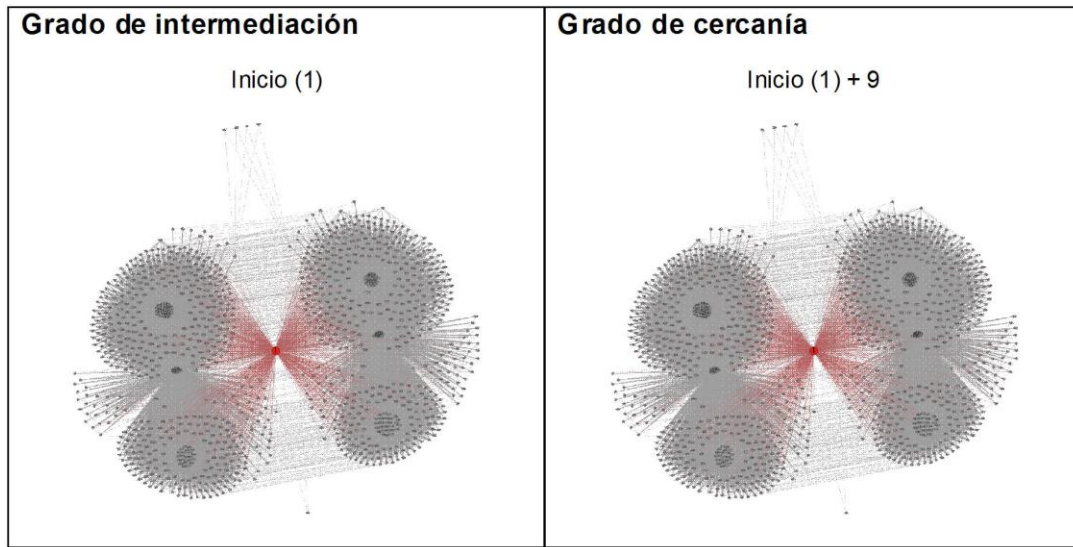 Grado de intermediación
Inicio (1)
Grado de cercanía
Inicio (1) + 9